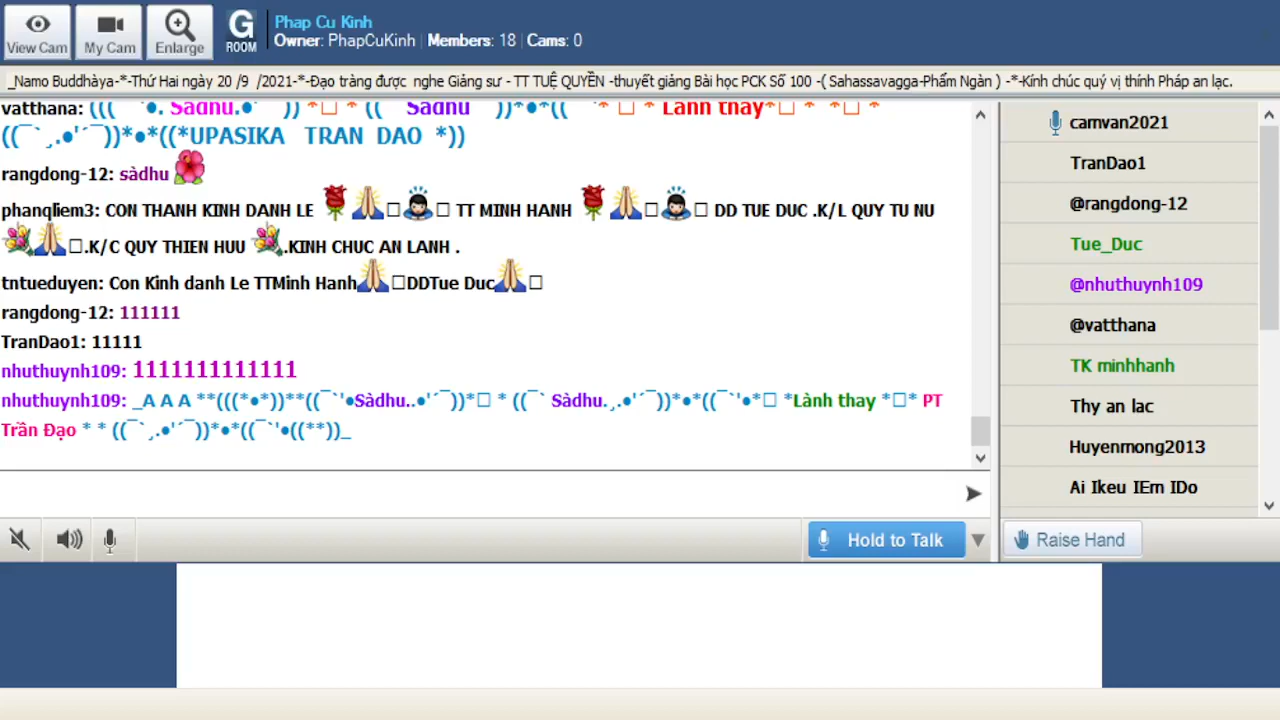 View Cam
My Cam
Enlarge
G
ROOM
Phap Cu Kinh
Owner: PhapCuKinh | Members: 18 | Cams: 0
_Namo Buddhàya-*-Thứ Hai ngày 20 /9 /2021-*-Đạo tràng được nghe Giảng sư - TT TUỆ QUYỀN -thuyết giảng Bài học PCK Số 100 -( Sahassavagga-Phẩm Ngàn ) -*-Kính chúc quý vị thính Pháp an lạc.
vatthana: (((¯`•. Sàdhu.•´¯)) *□ * ((¯ Sàdhu ¯))*•*((¯`* □ * Lành thay*□ * *□ *
((¯`¸.•'´¯))*•*((*UPASIKA TRAN DAO *))
rangdong-12: sàdhu
phanqliem3: CON THANH KINH DANH LE □ □ TT MINH HANH □ □ DD TUE DUC .K/L QUY TU NU
□.K/C QUY THIEN HUU .KINH CHUC AN LANH .
tntueduyen: Con Kỉnh danh Le TTMinh Hanh□DDTue Duc□
rangdong-12: 111111
TranDao1: 11111
nhuthuynh109: 1111111111111
nhuthuynh109: _A A A **(((*•*))**((¯`'•Sàdhu..•'´¯))*□ * ((¯` Sàdhu.¸.•'´¯))*•*((¯`'•*□ *Lành thay *□* PT
Trần Đạo * * ((¯`¸.•'´¯))*•*((¯`'•((**))_
Hold to Talk
camvan2021
TranDao1
@rangdong-12
Tue_Duc
@nhuthuynh109
@vatthana
TK minhhanh
Thy an lac
Huyenmong2013
Ai Ikeu IEm IDo
Raise Hand